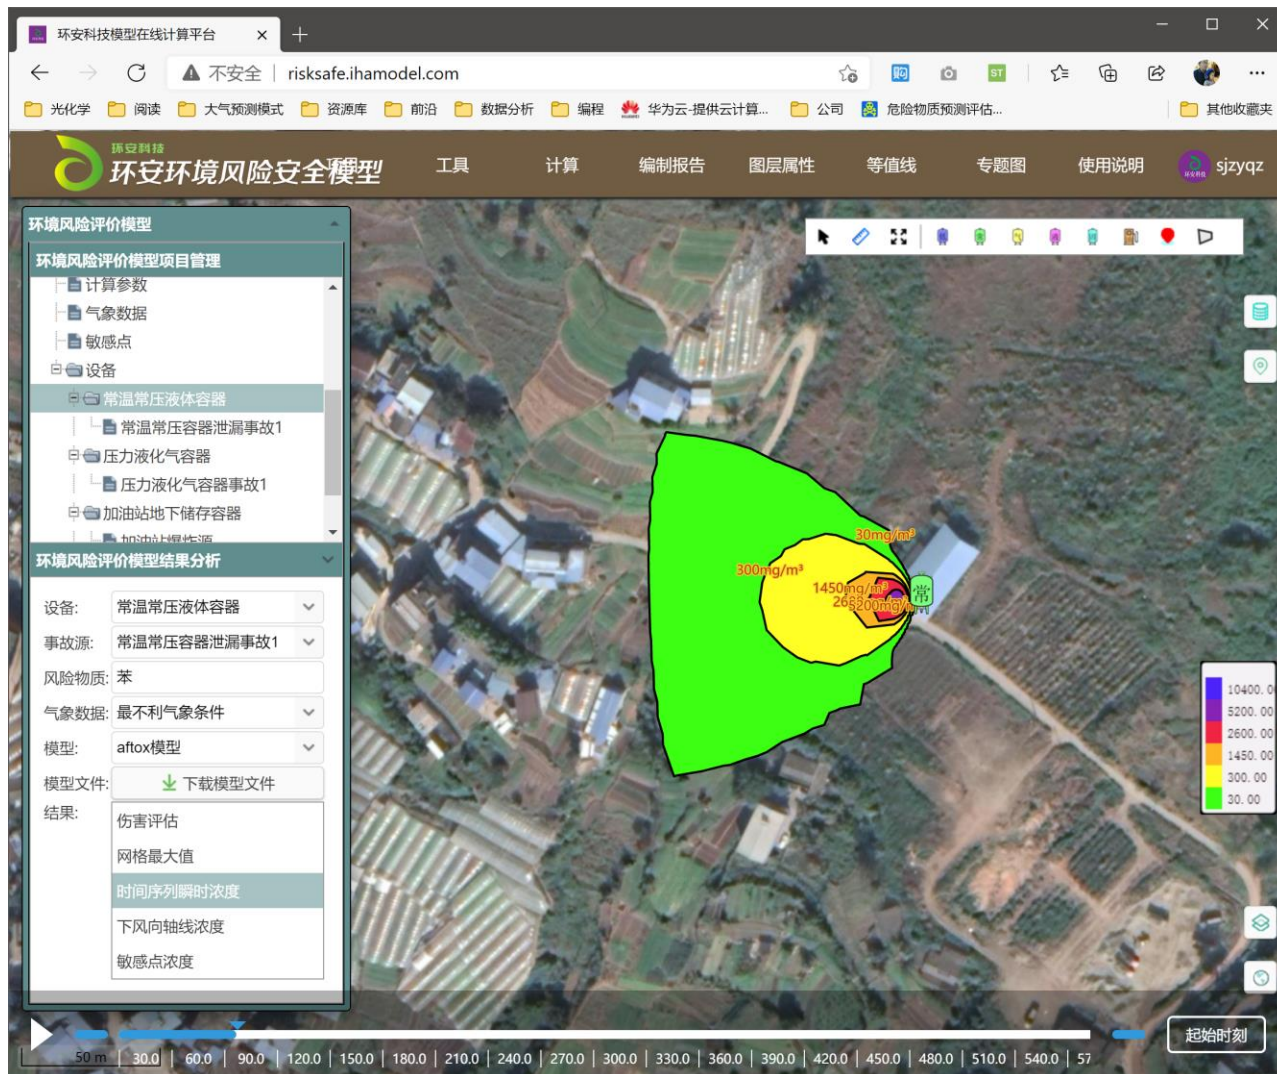 环安科技模型在线计算平台
不安全 | risksafe.ihamodel.com
ST
光化学 阅读 大气预测模式 资源库 前沿 数据分析 编程 华为云-提供云计算... 公司 危险物质预测评估... 其他收藏夹
环安科技
环安环境风险安全模型
项目 工具 计算 编制报告 图层属性 等值线 专题图 使用说明 sjzyqz
环境风险评价模型
环境风险评价模型项目管理
计算参数
气象数据
敏感点
设备
常温常压液体容器
常温常压容器泄漏事故1
压力液化气容器
压力液化气容器事故1
加油站地下储存容器
加油站爆炸源
环境风险评价模型结果分析
设备: 常温常压液体容器
事故源: 常温常压容器泄漏事故1
风险物质: 苯
气象数据: 最不利气象条件
模型: aftox模型
模型文件: 下载模型文件
结果:
伤害评估
网格最大值
时间序列瞬时浓度
下风向轴线浓度
敏感点浓度
30mg/m³
300mg/m³
1450mg/m³
5200mg/m
常
10400.00
5200.00
2600.00
1450.00
300.00
30.00
起始时刻
50 m 30.0 60.0 90.0 120.0 150.0 180.0 210.0 240.0 270.0 300.0 330.0 360.0 390.0 420.0 450.0 480.0 510.0 540.0 57